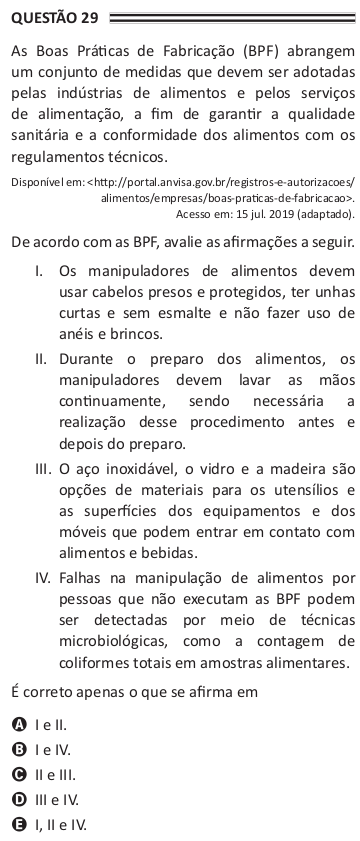 QUESTÃO 29
As Boas Práticas de Fabricação (BPF) abrangem
um conjunto de medidas que devem ser adotadas
pelas indústrias de alimentos e pelos serviços
de alimentação, a fim de garantir a qualidade
sanitária e a conformidade dos alimentos com os
regulamentos técnicos.
Disponível em: <http://portal.anvisa.gov.br/registros-e-autorizacoes/
alimentos/empresas/boas-praticas-de-fabricacao>.
Acesso em: 15 jul. 2019 (adaptado).
De acordo com as BPF, avalie as afirmações a seguir.
I. Os manipuladores de alimentos devem
usar cabelos presos e protegidos, ter unhas
curtas e sem esmalte e não fazer uso de
anéis e brincos.
II. Durante o preparo dos alimentos, os
manipuladores devem lavar as mãos
continuamente, sendo necessária a
realização desse procedimento antes e
depois do preparo.
III. O aço inoxidável, o vidro e a madeira são
opções de materiais para os utensílios e
as superfícies dos equipamentos e dos
móveis que podem entrar em contato com
alimentos e bebidas.
IV. Falhas na manipulação de alimentos por
pessoas que não executam as BPF podem
ser detectadas por meio de técnicas
microbiológicas, como a contagem de
coliformes totais em amostras alimentares.
É correto apenas o que se afirma em
A I e II.
B I e IV.
C II e III.
D III e IV.
E I, II e IV.